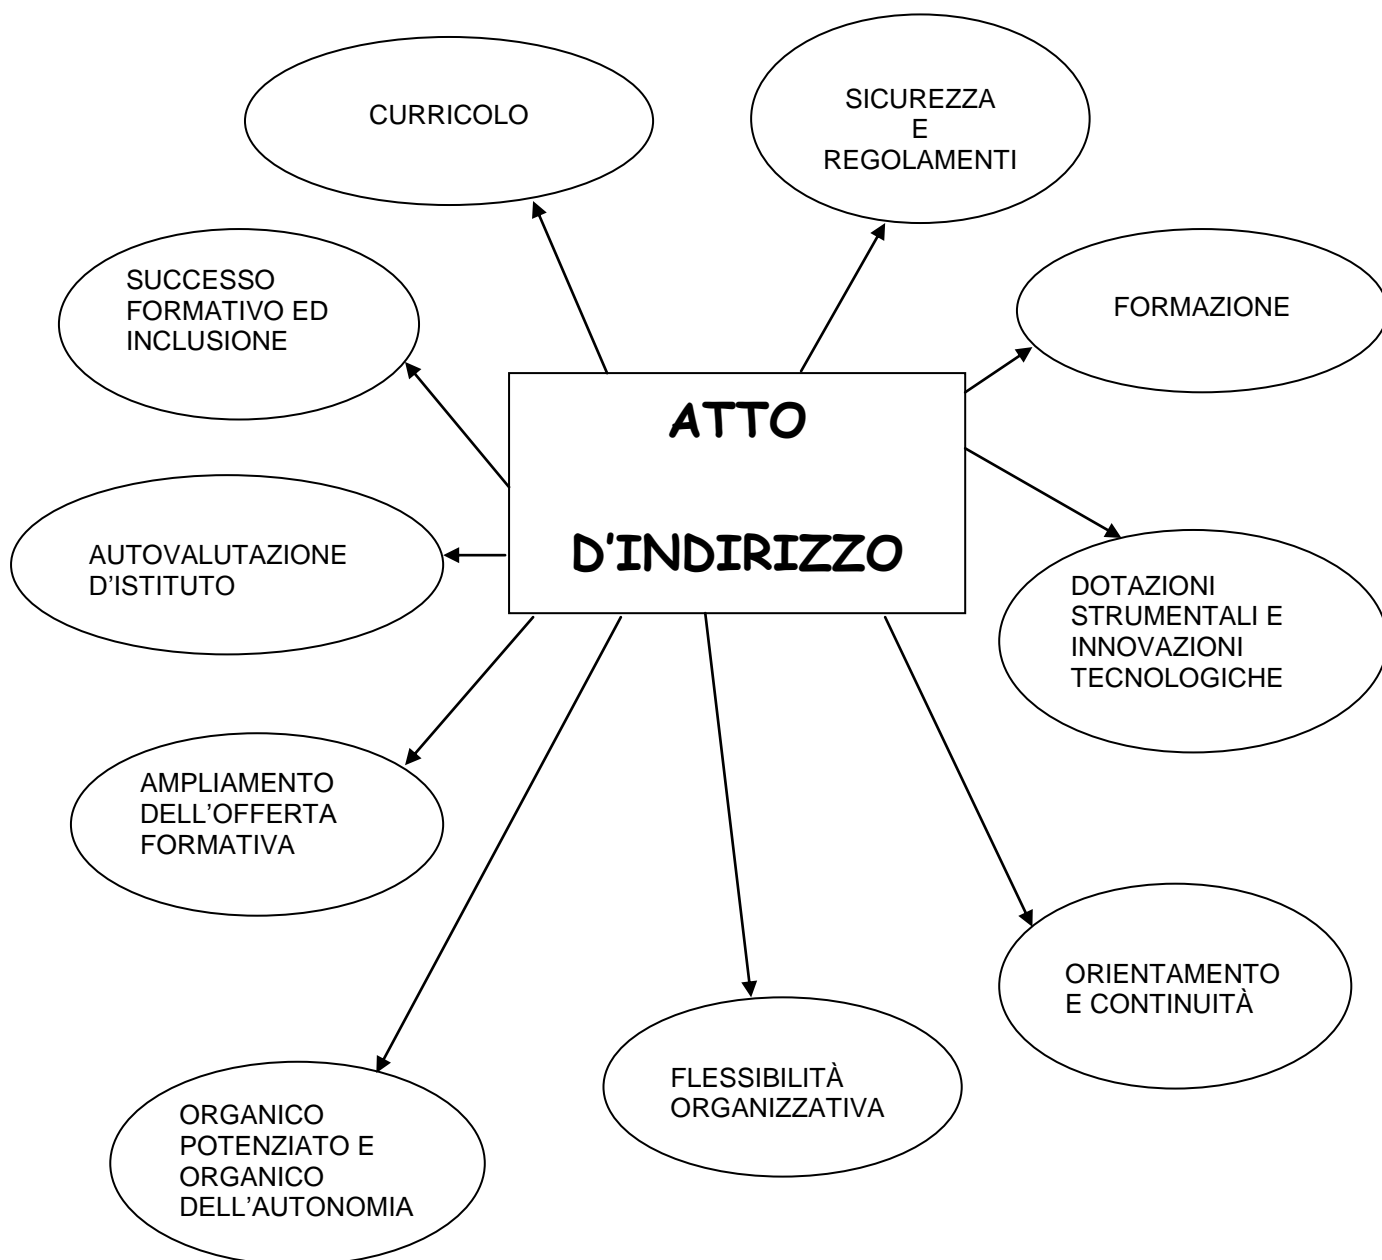 CURRICOLO
SICUREZZA
E
REGOLAMENTI
SUCCESSO
FORMATIVO ED
INCLUSIONE
FORMAZIONE
ATTO
D'INDIRIZZO
AUTOVALUTAZIONE
D’ISTITUTO
DOTAZIONI
STRUMENTALI E
INNOVAZIONI
TECNOLOGICHE
AMPLIAMENTO
DELL’OFFERTA
FORMATIVA
ORIENTAMENTO
E CONTINUITÀ
FLESSIBILITÀ
ORGANIZZATIVA
ORGANICO
POTENZIATO E
ORGANICO
DELL’AUTONOMIA